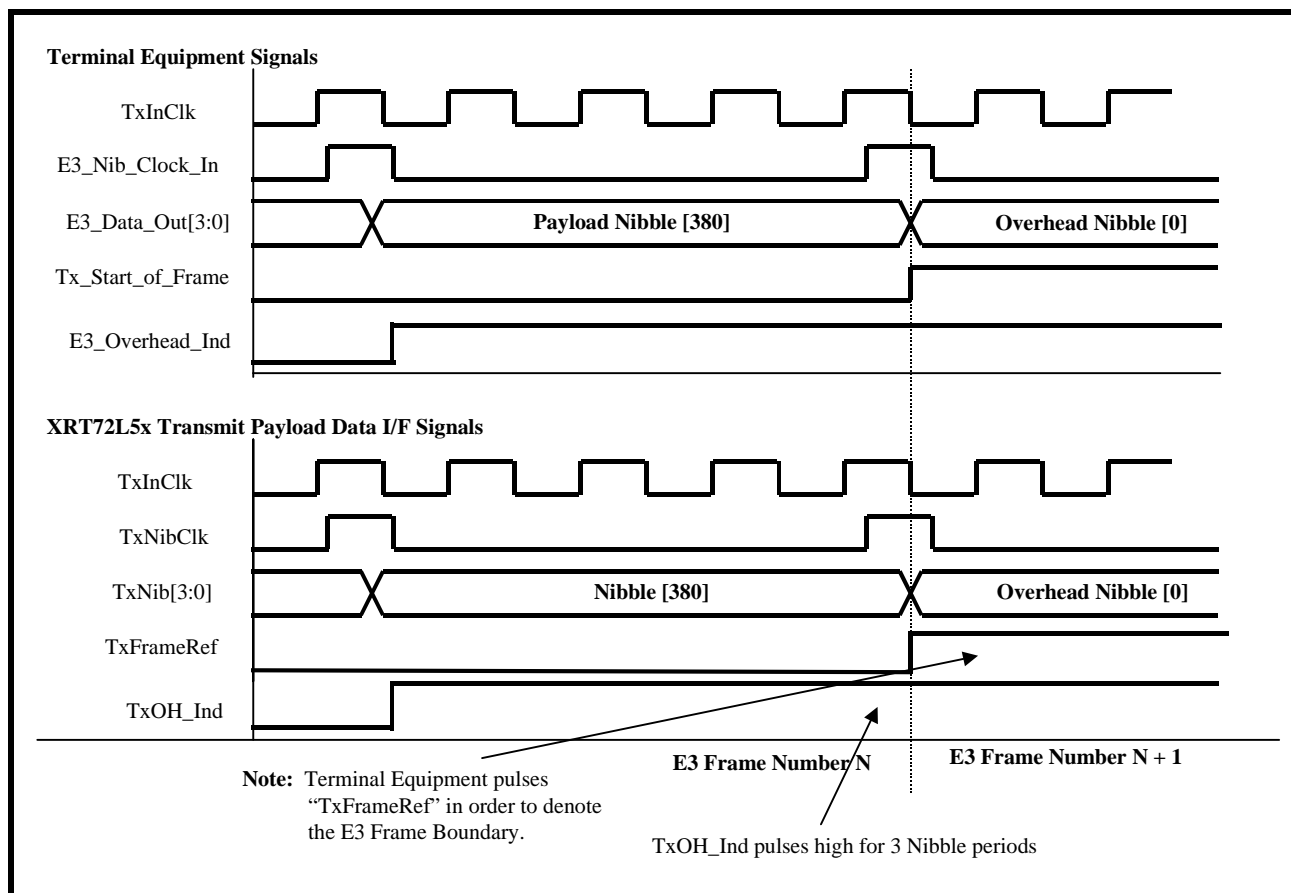 Terminal Equipment Signals
TxInClk
E3_Nib_Clock_In
E3_Data_Out[3:0]
Payload Nibble [380]
Overhead Nibble [0]
Tx_Start_of_Frame
E3_Overhead_Ind
XRT72L5x Transmit Payload Data I/F Signals
TxInClk
TxNibClk
TxNib[3:0]
Nibble [380]
Overhead Nibble [0]
TxFrameRef
TxOH_Ind
E3 Frame Number N
E3 Frame Number N + 1
Note: Terminal Equipment pulses
“TxFrameRef” in order to denote
the E3 Frame Boundary.
TxOH_Ind pulses high for 3 Nibble periods